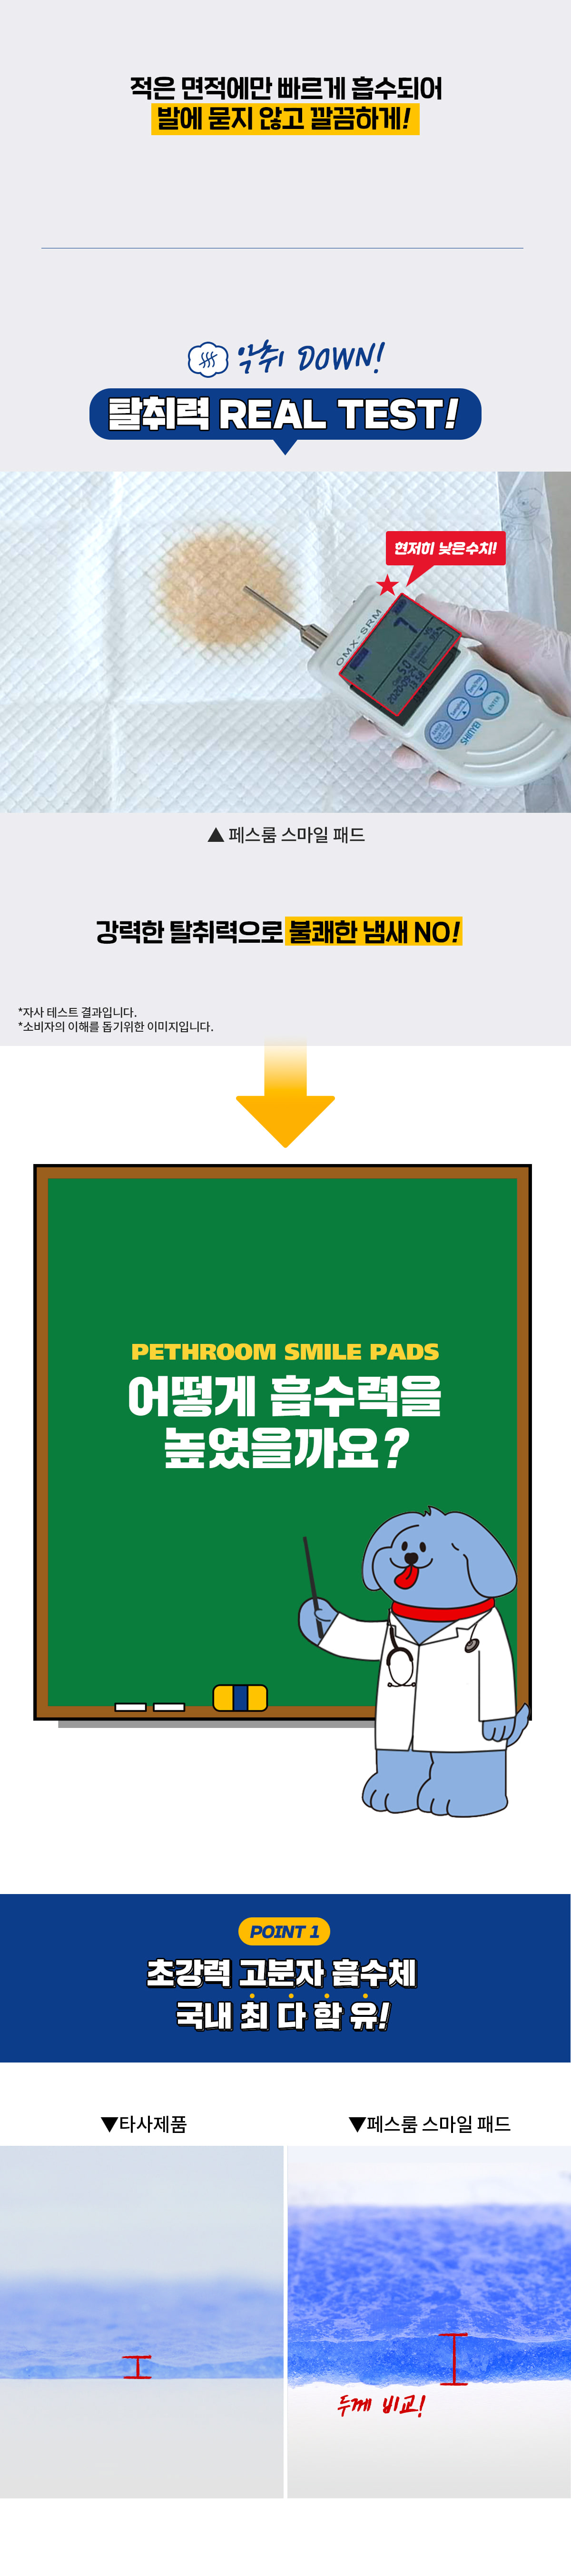 적은 면적에만 빠르게 흡수되어
발에 묻지 않고 깔끔하게!
악취 DOWN!
탈취력 REAL TEST!
현저히 낮은수치!
OMX-SRM
7
50
SHINYEI
ENTER
▲ 페스룸 스마일 패드
강력한 탈취력으로 불쾌한 냄새 NO!
*자사 테스트 결과입니다.
*소비자의 이해를 돕기위한 이미지입니다.
PETHROOM SMILE PADS
어떻게 흡수력을
높였을까요?
POINT 1
초강력 고분자 흡수체
국내 최 다 함 유!
▼타사제품
▼페스룸 스마일 패드
두께 비교!